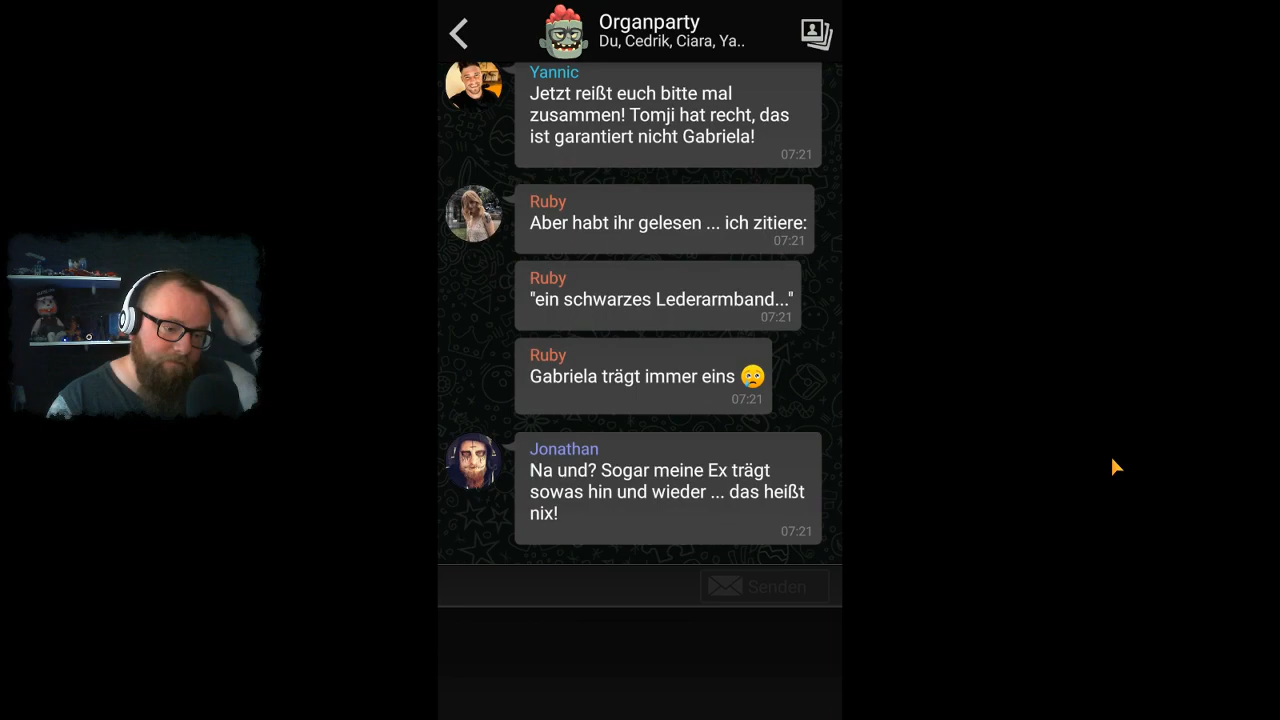 Organparty
Du, Cedrik, Ciara, Ya..
Yannic
Jetzt reißt euch bitte mal
zusammen! Tomji hat recht, das
ist garantiert nicht Gabriela!
07:21
Ruby
Aber habt ihr gelesen ... ich zitiere:
07:21
Ruby
"ein schwarzes Lederarmband..."
07:21
Ruby
Gabriela trägt immer eins 😢
07:21
Jonathan
Na und? Sogar meine Ex trägt
sowas hin und wieder ... das heißt
nix!
07:21
Senden